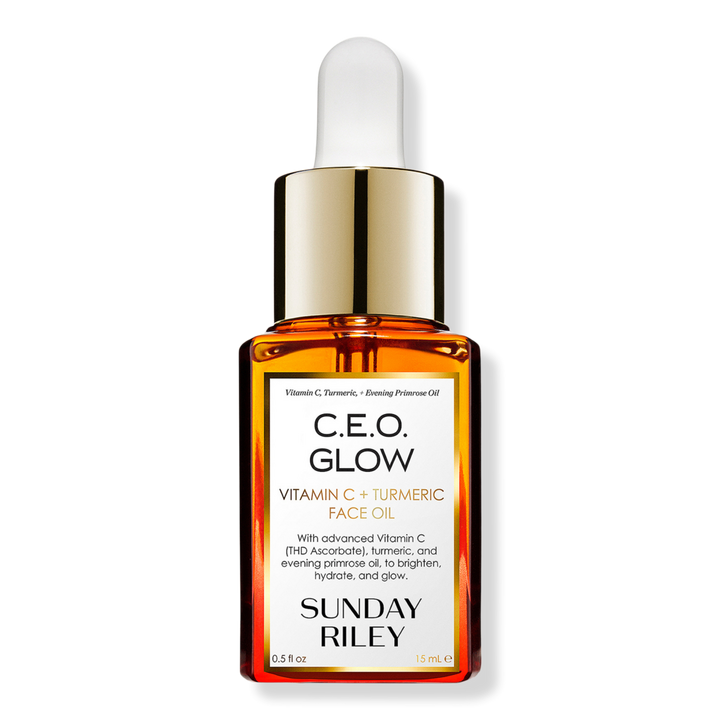 Vitamin C, Turmeric, + Evening Primrose Oil
C.E.O.
GLOW
VITAMIN C + TURMERIC
FACE OIL
With advanced Vitamin C
(THD Ascorbate), turmeric, and
evening primrose oil, to brighten,
hydrate, and glow.
SUNDAY
RILEY
0.5 fl oz 15 mL ℮